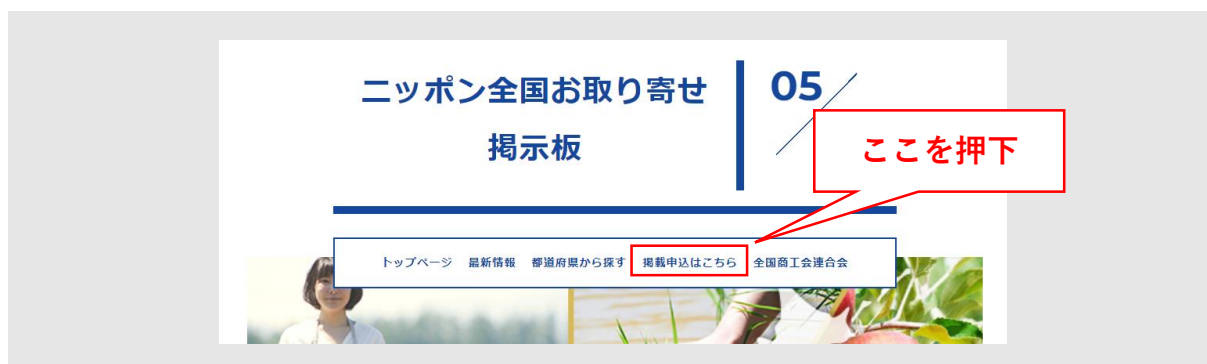 ニッポン全国お取り寄せ
掲示板
05
ここを押下
トップページ 最新情報 都道府県から探す 掲載申込はこちら 全国商工会連合会